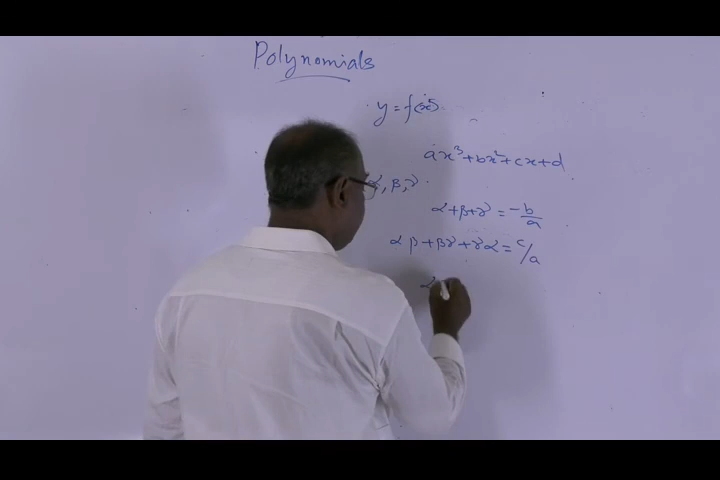 Polynomials
y = f(x)
ax³+bx²+cx+d
α, β, γ
α+β+γ = -b/a
αβ+βγ+γα = c/a
α